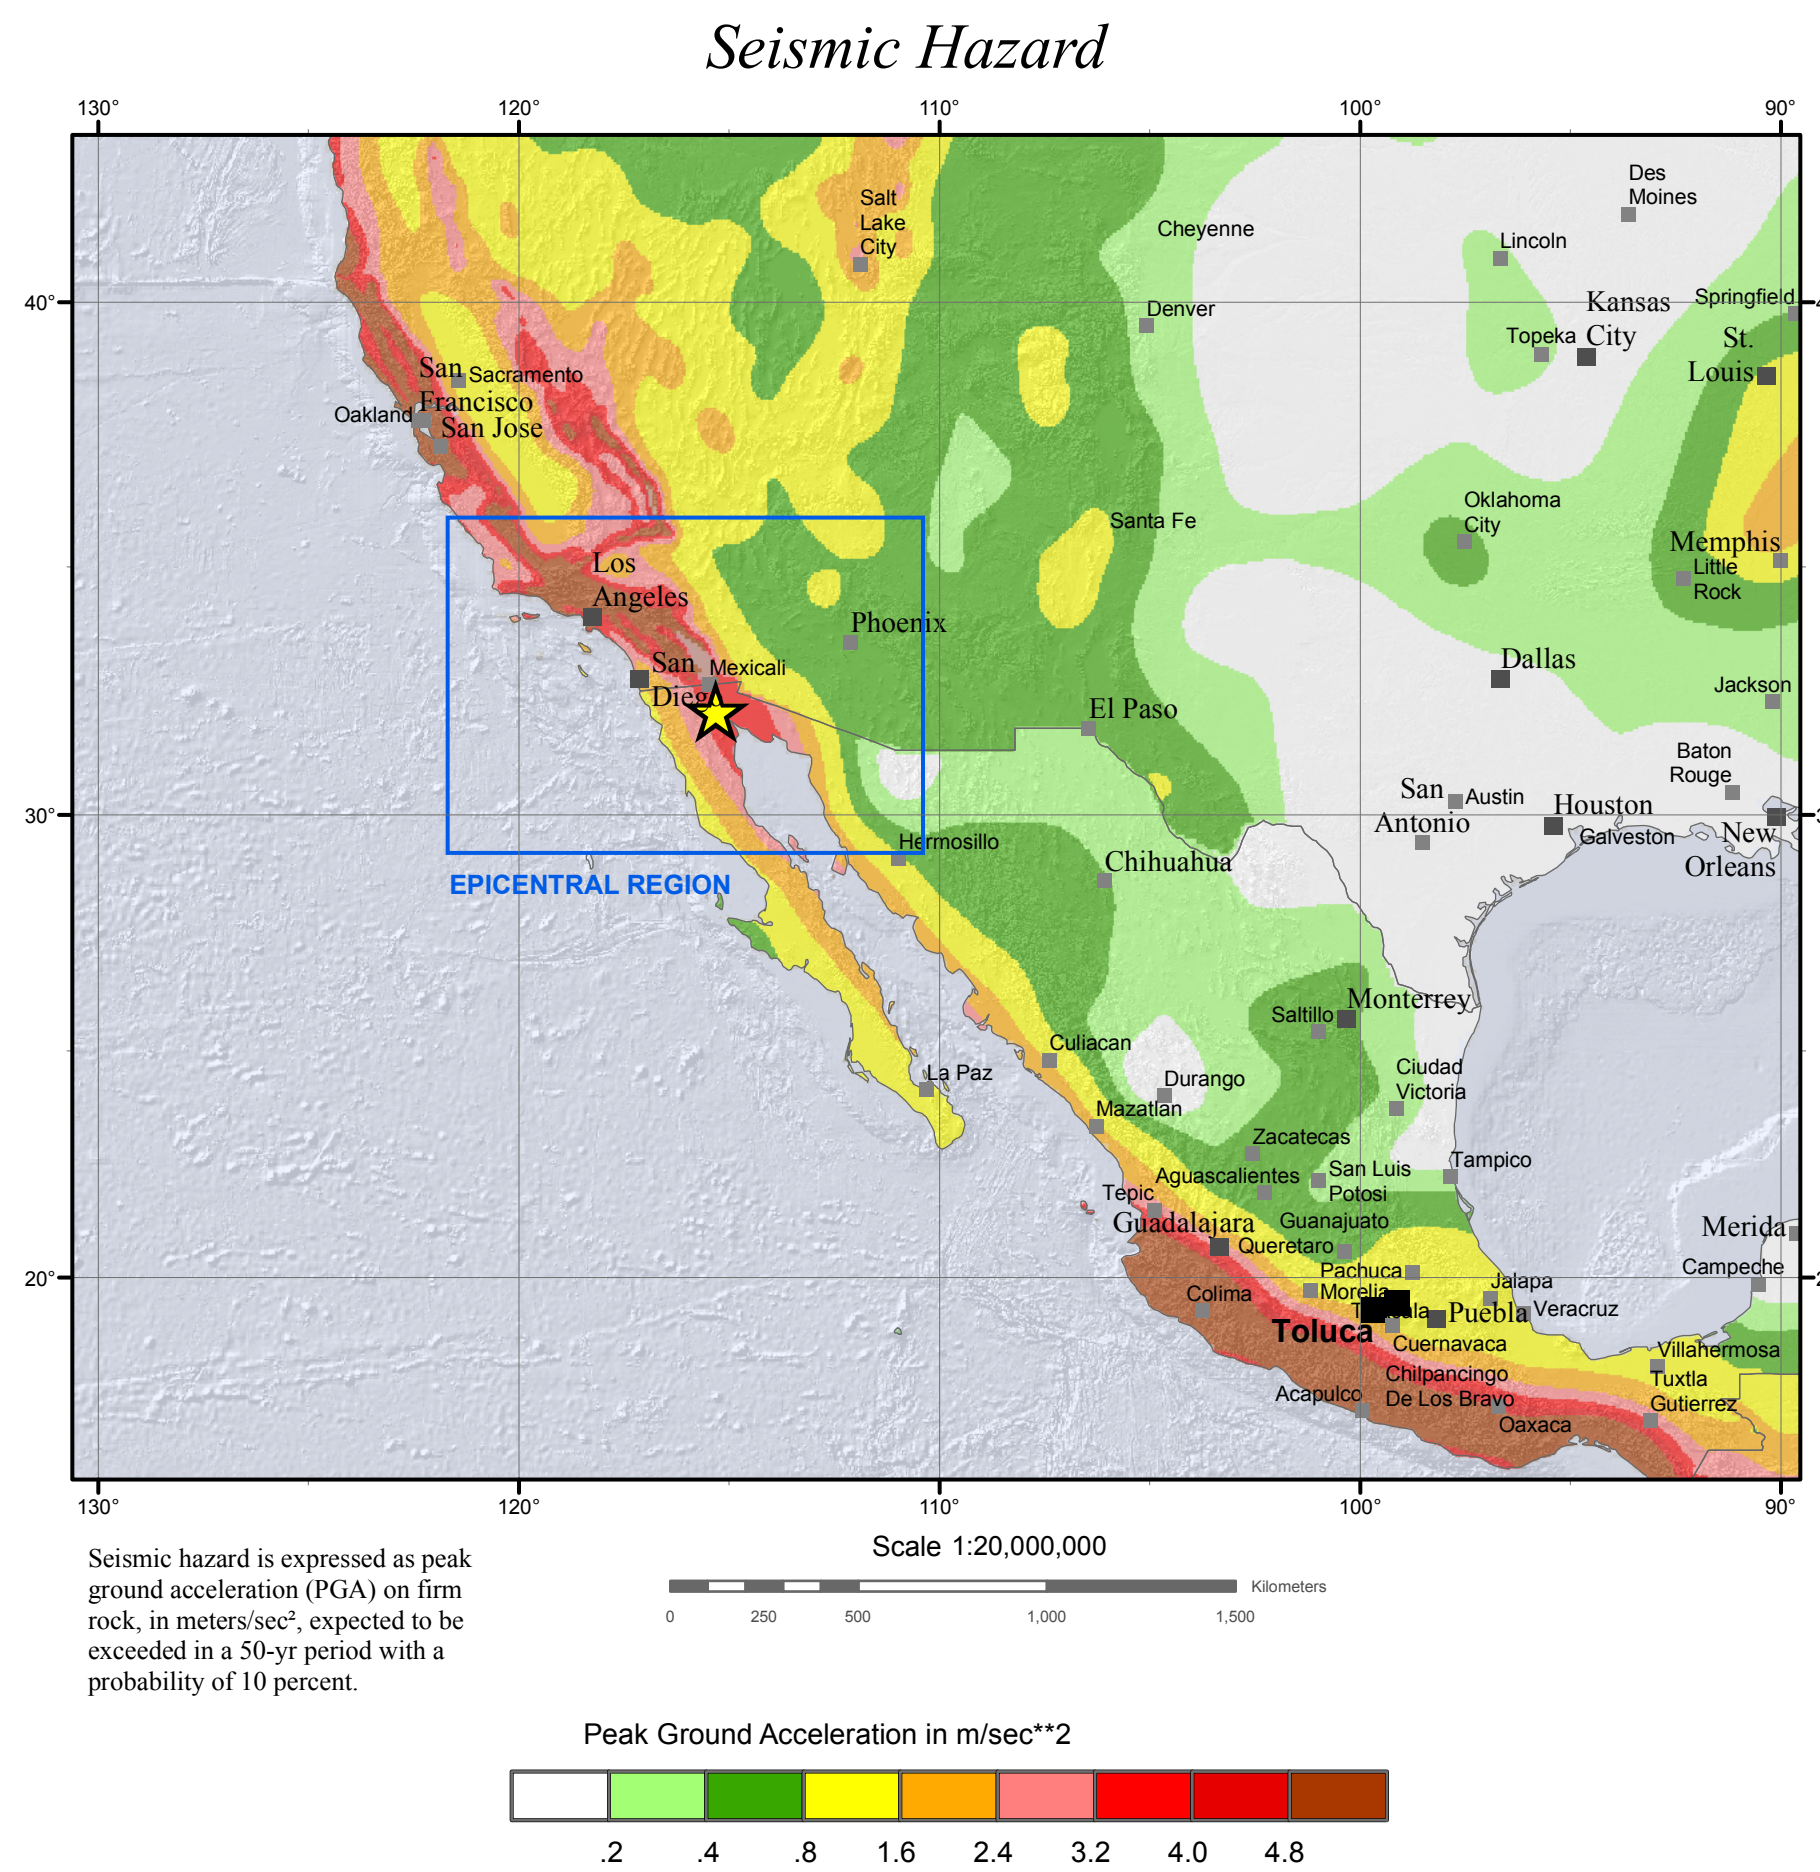 Seismic Hazard
130° 120° 110° 100° 90°
Des
Moines
Salt
Lake
City
Cheyenne
Lincoln
40°
Kansas
City
Springfield
Denver
Topeka
St.
Louis
San
Francisco
Sacramento
Oakland
San Jose
Oklahoma
City
Santa Fe
Memphis
Little
Rock
Los
Angeles
Phoenix
San
Diego
Mexicali
Dallas
Jackson
El Paso
Baton
Rouge
San
Antonio
Austin
Houston
Galveston
New
Orleans
30°
Hermosillo
Chihuahua
EPICENTRAL REGION
Monterrey
Saltillo
Culiacan
La Paz
Durango
Ciudad
Victoria
Mazatlan
Zacatecas
Aguascalientes
San Luis
Potosi
Tampico
Tepic
Guadalajara
Guanajuato
Queretaro
Merida
Campeche
20°
Pachuca
Morelia
Jalapa
Colima
Puebla
Veracruz
Toluca
Cuernavaca
Villahermosa
Chilpancingo
De Los Bravo
Tuxtla
Gutierrez
Acapulco
Oaxaca
130° 120° 110° 100° 90°
Scale 1:20,000,000
Kilometers
0 250 500 1,000 1,500
Seismic hazard is expressed as peak
ground acceleration (PGA) on firm
rock, in meters/sec², expected to be
exceeded in a 50-yr period with a
probability of 10 percent.
Peak Ground Acceleration in m/sec**2
.2 .4 .8 1.6 2.4 3.2 4.0 4.8